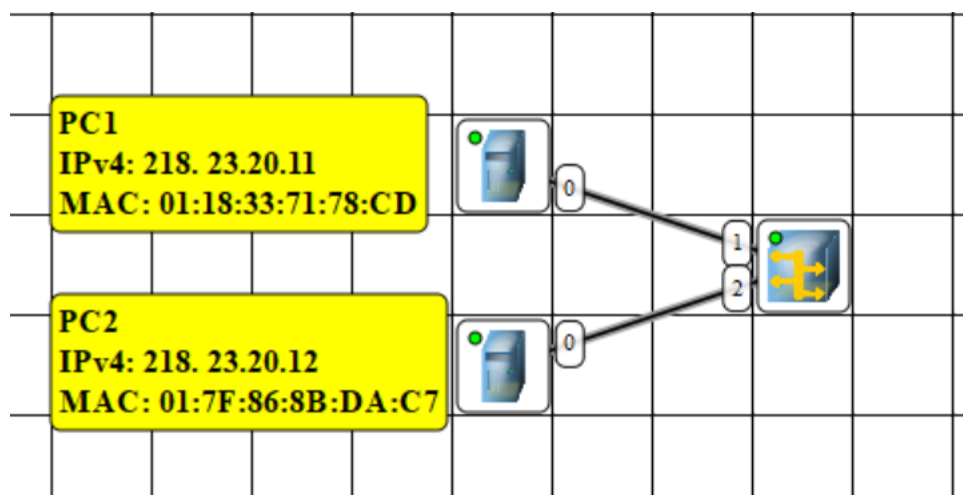 PC1
IPv4: 218. 23.20.11
MAC: 01:18:33:71:78:CD
0
1
2
PC2
IPv4: 218. 23.20.12
MAC: 01:7F:86:8B:DA:C7
0